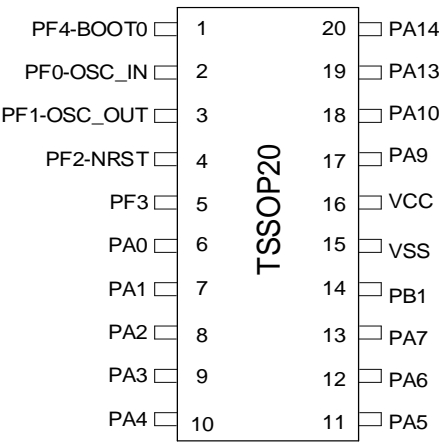 PF4-BOOT0 1 20 PA14
PF0-OSC_IN 2 19 PA13
PF1-OSC_OUT 3 18 PA10
PF2-NRST 4 17 PA9
PF3 5 16 VCC
PA0 6 15 VSS
PA1 7 14 PB1
PA2 8 13 PA7
PA3 9 12 PA6
PA4 10 11 PA5
TSSOP20